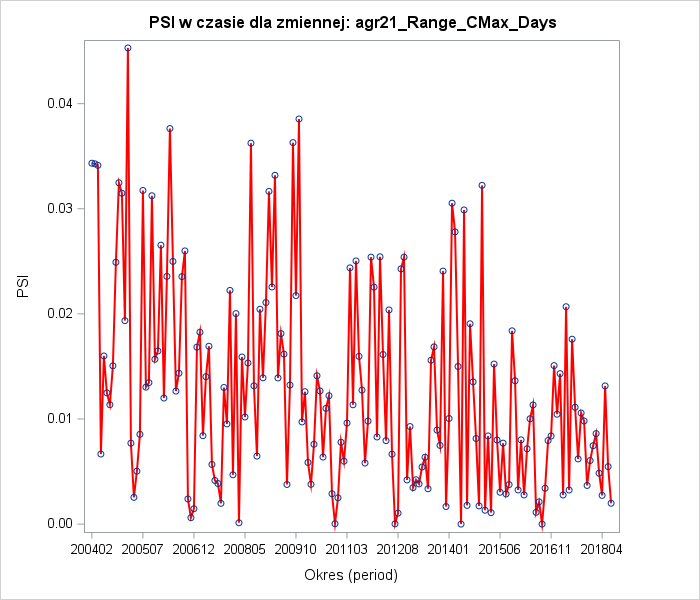 PSI w czasie dla zmiennej: agr21_Range_CMax_Days
0.04
0.03
0.02
0.01
0.00
PSI
200402 200507 200612 200805 200910 201103 201208 201401 201506 201611 201804
Okres (period)